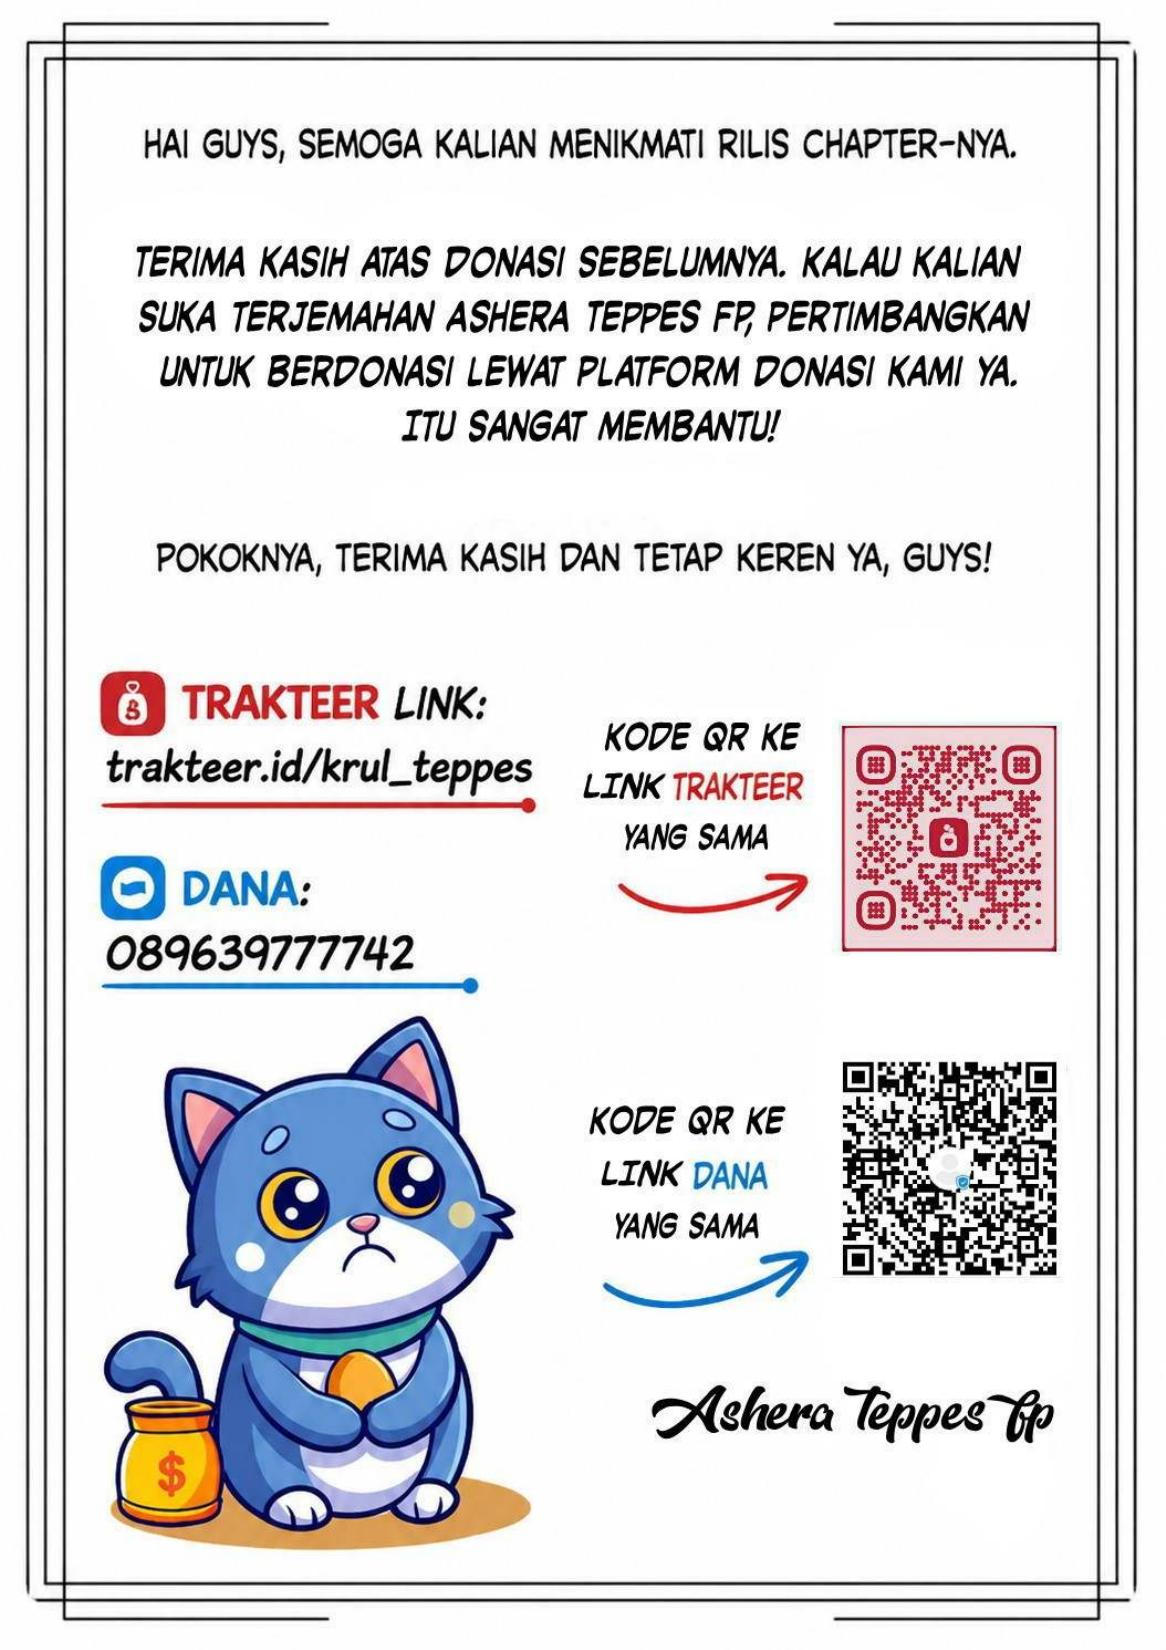 HAI GUYS, SEMOGA KALIAN MENIKMATI RILIS CHAPTER-NYA.
TERIMA KASIH ATAS DONASI SEBELUMNYA. KALAU KALIAN
SUKA TERJEMAHAN ASHERA TEPPES FP, PERTIMBANGKAN
UNTUK BERDONASI LEWAT PLATFORM DONASI KAMI YA.
ITU SANGAT MEMBANTU!
POKOKNYA, TERIMA KASIH DAN TETAP KEREN YA, GUYS!
TRAKTEER LINK:
trakteer.id/krul_teppes
KODE QR KE
LINK TRAKTEER
YANG SAMA
DANA:
089639777742
KODE QR KE
LINK DANA
YANG SAMA
$
Ashera Teppes fp